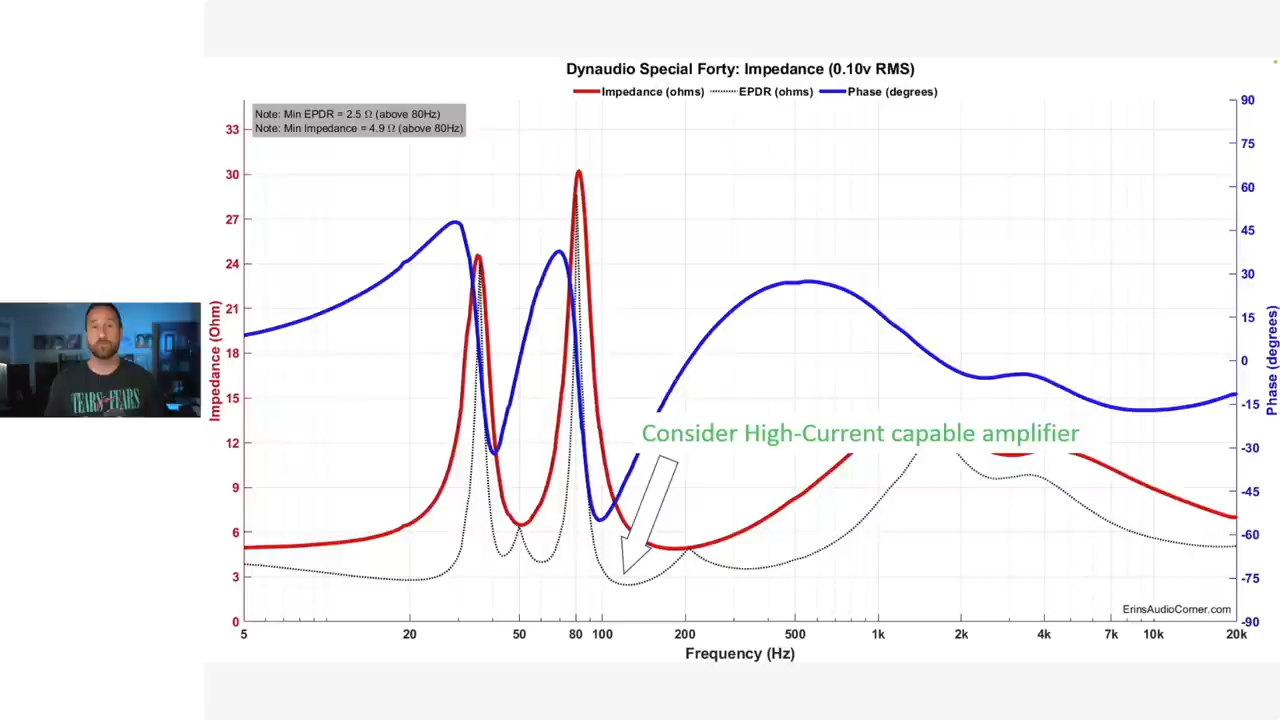 Dynaudio Special Forty: Impedance (0.10v RMS)
Impedance (ohms) EPDR (ohms) Phase (degrees)
Note: Min EPDR = 2.5 Ω (above 80Hz)
Note: Min Impedance = 4.9 Ω (above 80Hz)
33
30
27
24
21
18
15
12
9
6
3
0
Impedance (Ohm)
90
75
60
45
30
15
0
-15
-30
-45
-60
-75
-90
Phase (degrees)
TEARS FEARS
Consider High-Current capable amplifier
ErinsAudioCorner.com
5 20 50 80 100 200 500 1k 2k 4k 7k 10k 20k
Frequency (Hz)